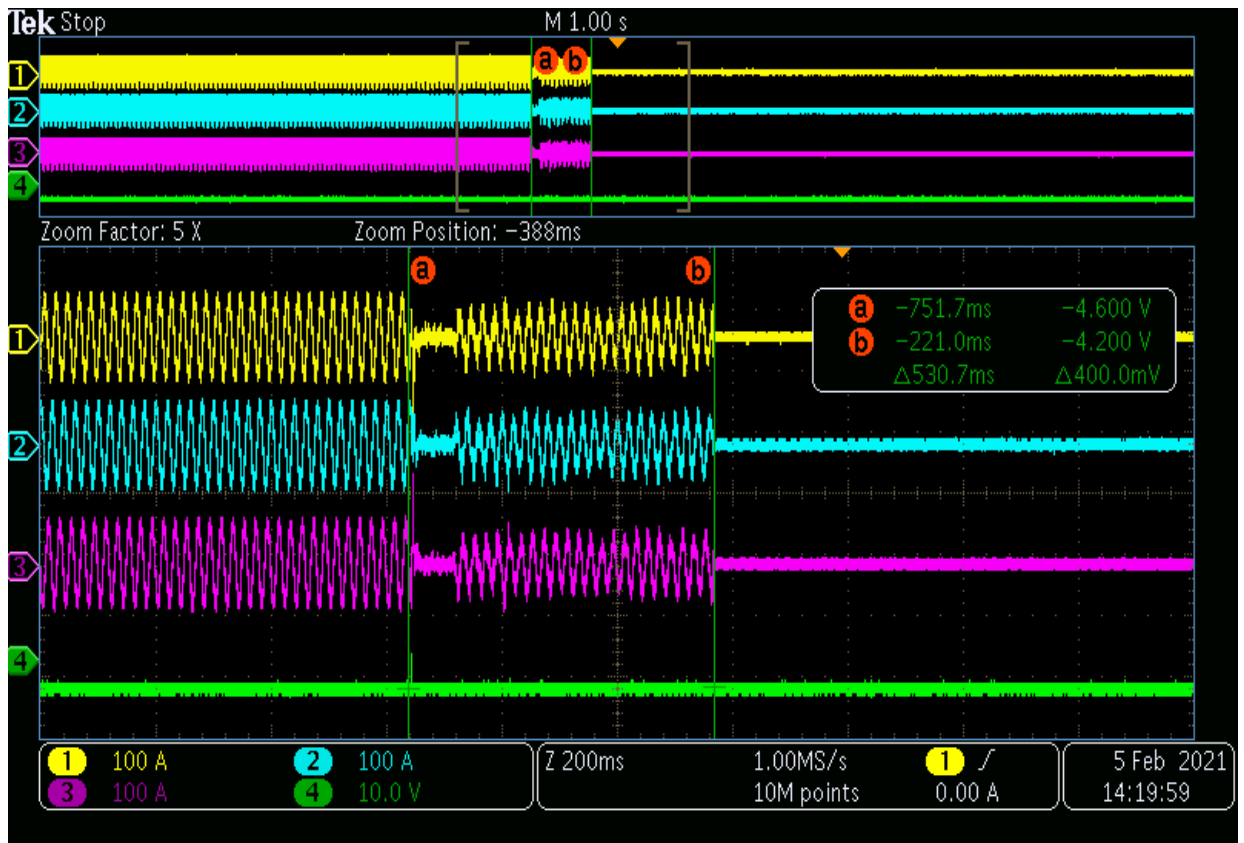 Tek Stop M 1.00 s
a b
1
2
3
4
Zoom Factor: 5 X Zoom Position: −388ms
a b
a −751.7ms −4.600 V
b −221.0ms −4.200 V
△530.7ms △400.0mV
1
2
3
4
1 100 A 2 100 A Z 200ms 1.00MS/s 1 ∫ 5 Feb 2021
3 100 A 4 10.0 V 10M points 0.00 A 14:19:59